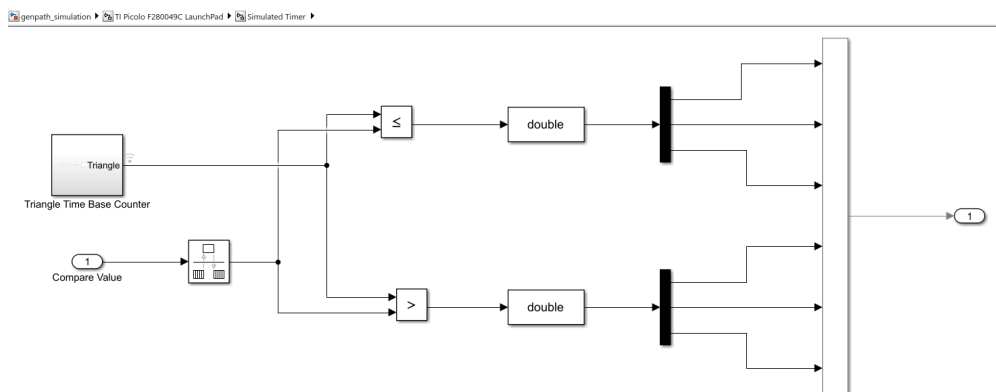 genpath_simulation TI Picolo F280049C LaunchPad Simulated Timer
≤
double
Triangle
Triangle Time Base Counter
1
1
Compare Value
>
double